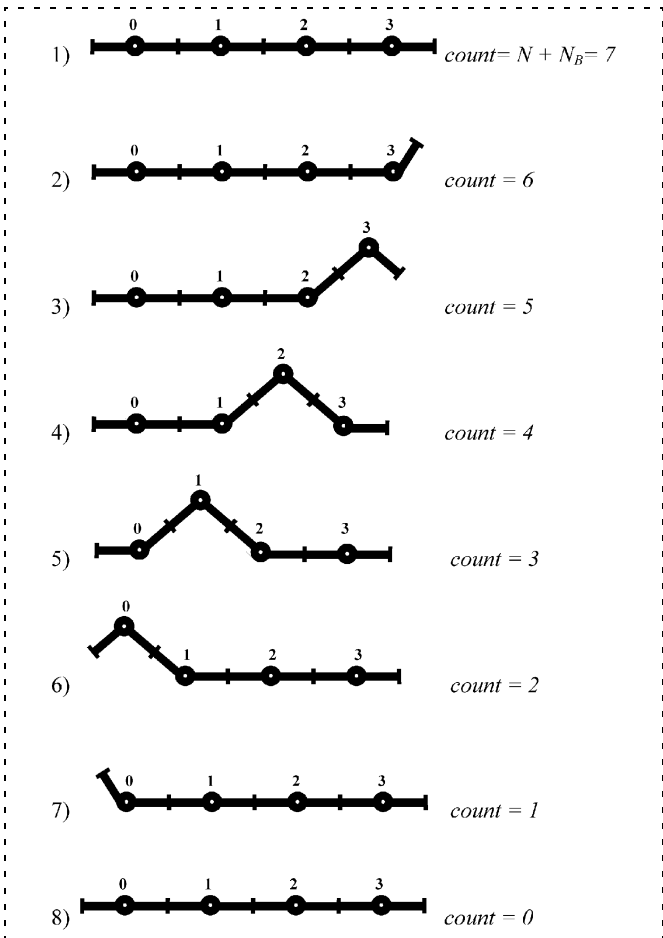 0 1 2 3
1) count= N + N_B= 7
0 1 2 3
2) count = 6
3
0 1 2
3) count = 5
2
0 1 3
4) count = 4
1
0 2 3
5) count = 3
0
1 2 3
6) count = 2
0 1 2 3
7) count = 1
0 1 2 3
8) count = 0